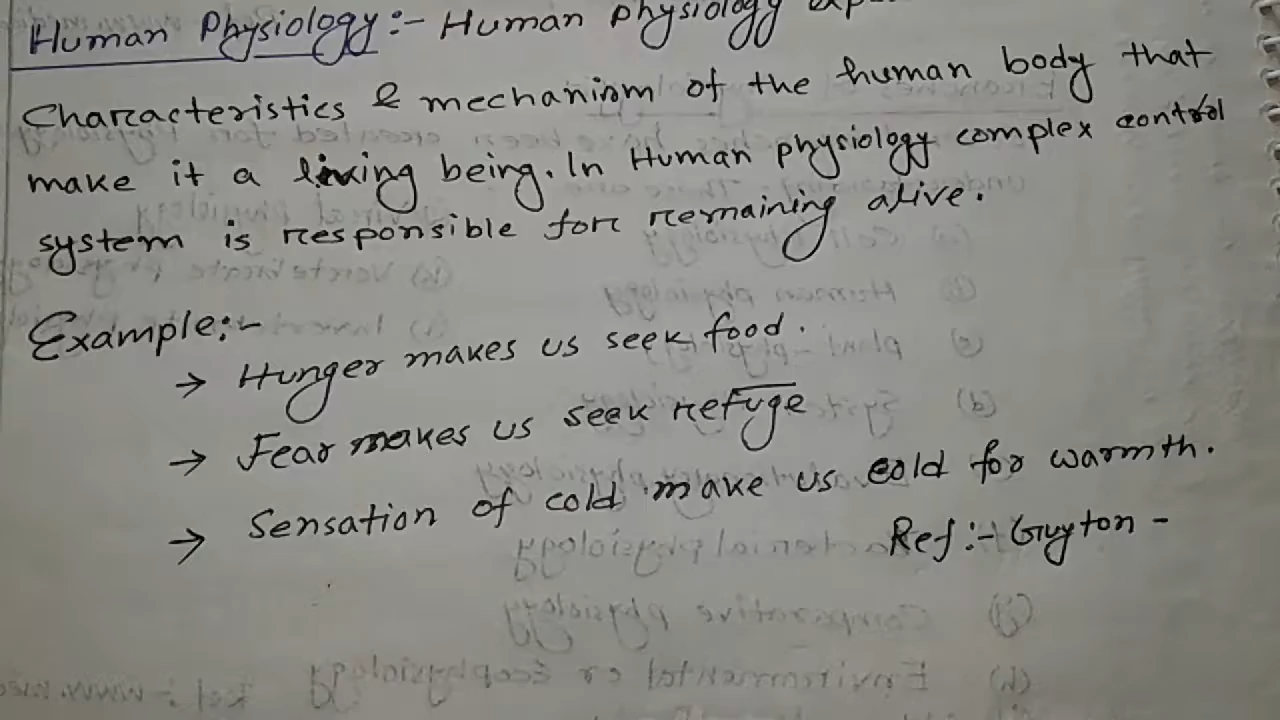 Human Physiology:- Human physiology
Characteristics & mechanism of the human body that
make it a living being. In Human physiology complex control
system is responsible for remaining alive.
Example:-
→ Hunger makes us seek food.
→ Fear makes us seek refuge
→ Sensation of cold make us cold for warmth.
Ref:- Guyton -